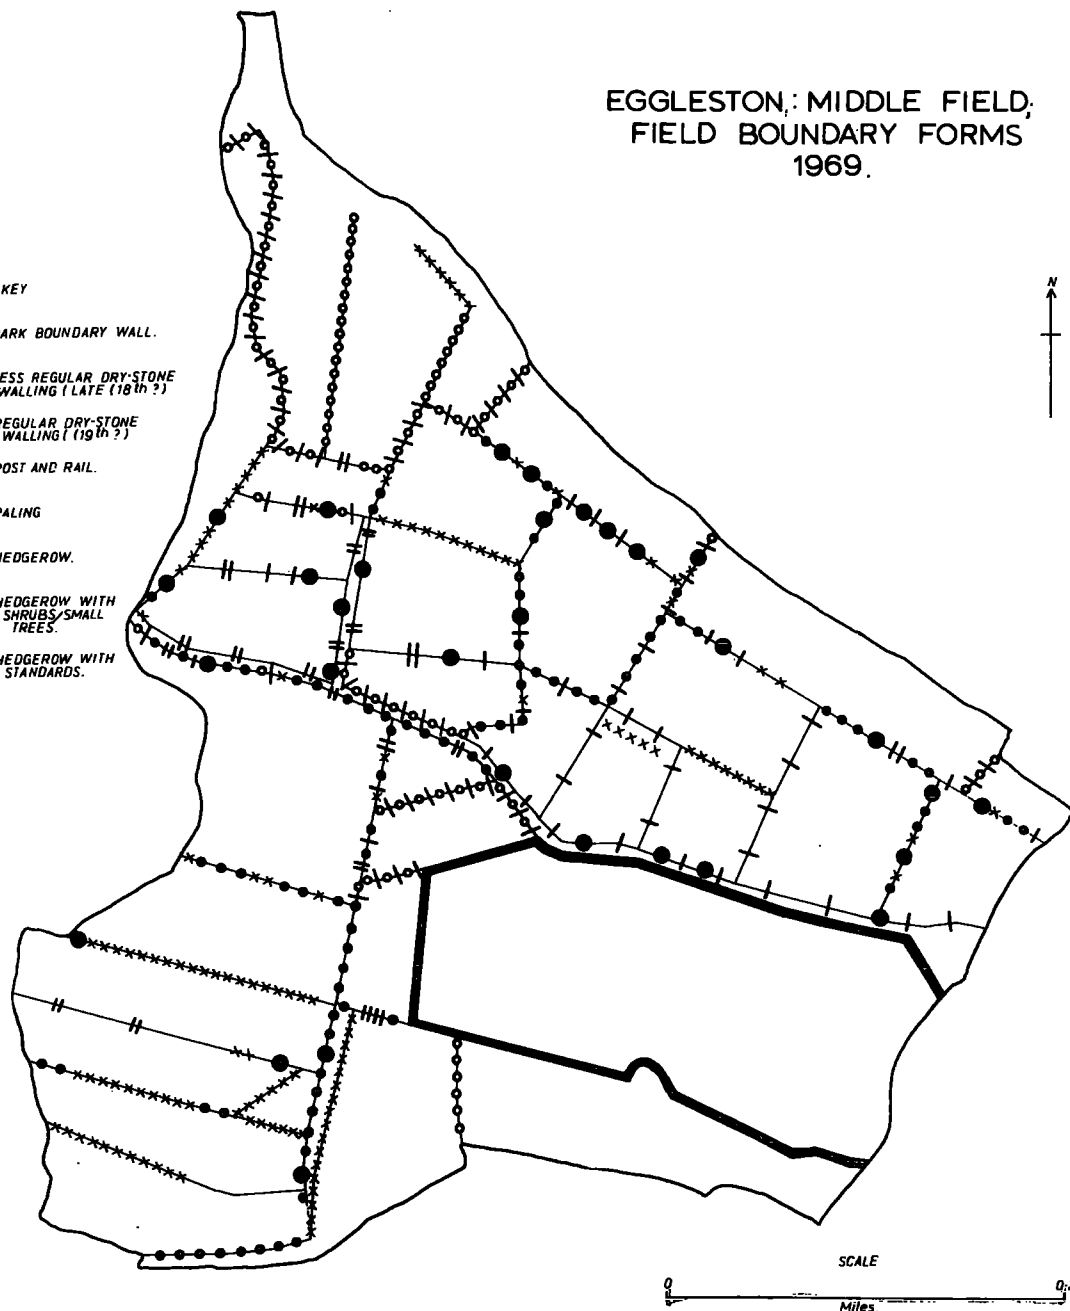 EGGLESTON,: MIDDLE FIELD;
FIELD BOUNDARY FORMS
1969.
KEY
ARK BOUNDARY WALL.
ESS REGULAR DRY-STONE
WALLING ( LATE (18th ?)
REGULAR DRY-STONE
WALLING ( (19th ?)
POST AND RAIL.
PALING
HEDGEROW.
HEDGEROW WITH
SHRUBS/SMALL
TREES.
HEDGEROW WITH
STANDARDS.
N
SCALE
0 0·
Miles